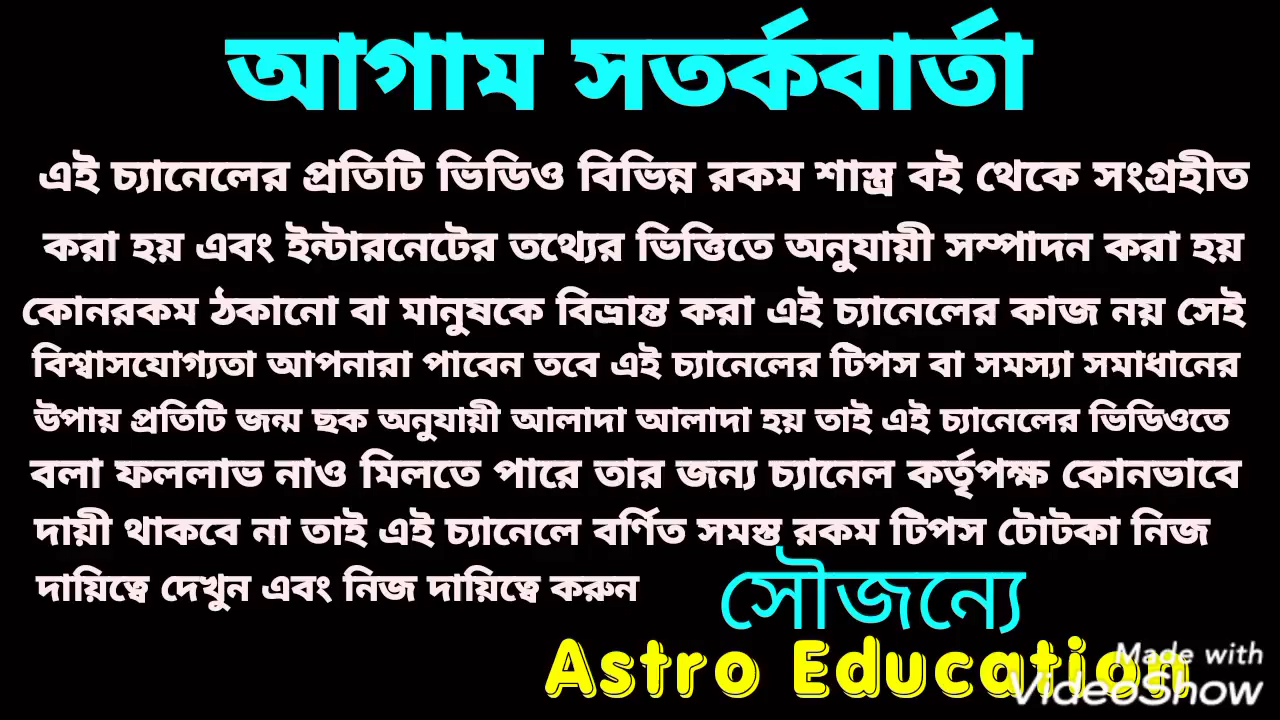 আগাম সতর্কবার্তা
এই চ্যানেলের প্রতিটি ভিডিও বিভিন্ন রকম শাস্ত্র বই থেকে সংগ্রহীত
করা হয় এবং ইন্টারনেটের তথ্যের ভিত্তিতে অনুযায়ী সম্পাদন করা হয়
কোনরকম ঠকানো বা মানুষকে বিভ্রান্ত করা এই চ্যানেলের কাজ নয় সেই
বিশ্বাসযোগ্যতা আপনারা পাবেন তবে এই চ্যানেলের টিপস বা সমস্যা সমাধানের
উপায় প্রতিটি জন্ম ছক অনুযায়ী আলাদা আলাদা হয় তাই এই চ্যানেলের ভিডিওতে
বলা ফললাভ নাও মিলতে পারে তার জন্য চ্যানেল কর্তৃপক্ষ কোনভাবে
দায়ী থাকবে না তাই এই চ্যানেলে বর্ণিত সমস্ত রকম টিপস টোটকা নিজ
দায়িত্বে দেখুন এবং নিজ দায়িত্বে করুন
সৌজন্যে
Astro Education
Made with
VideoShow